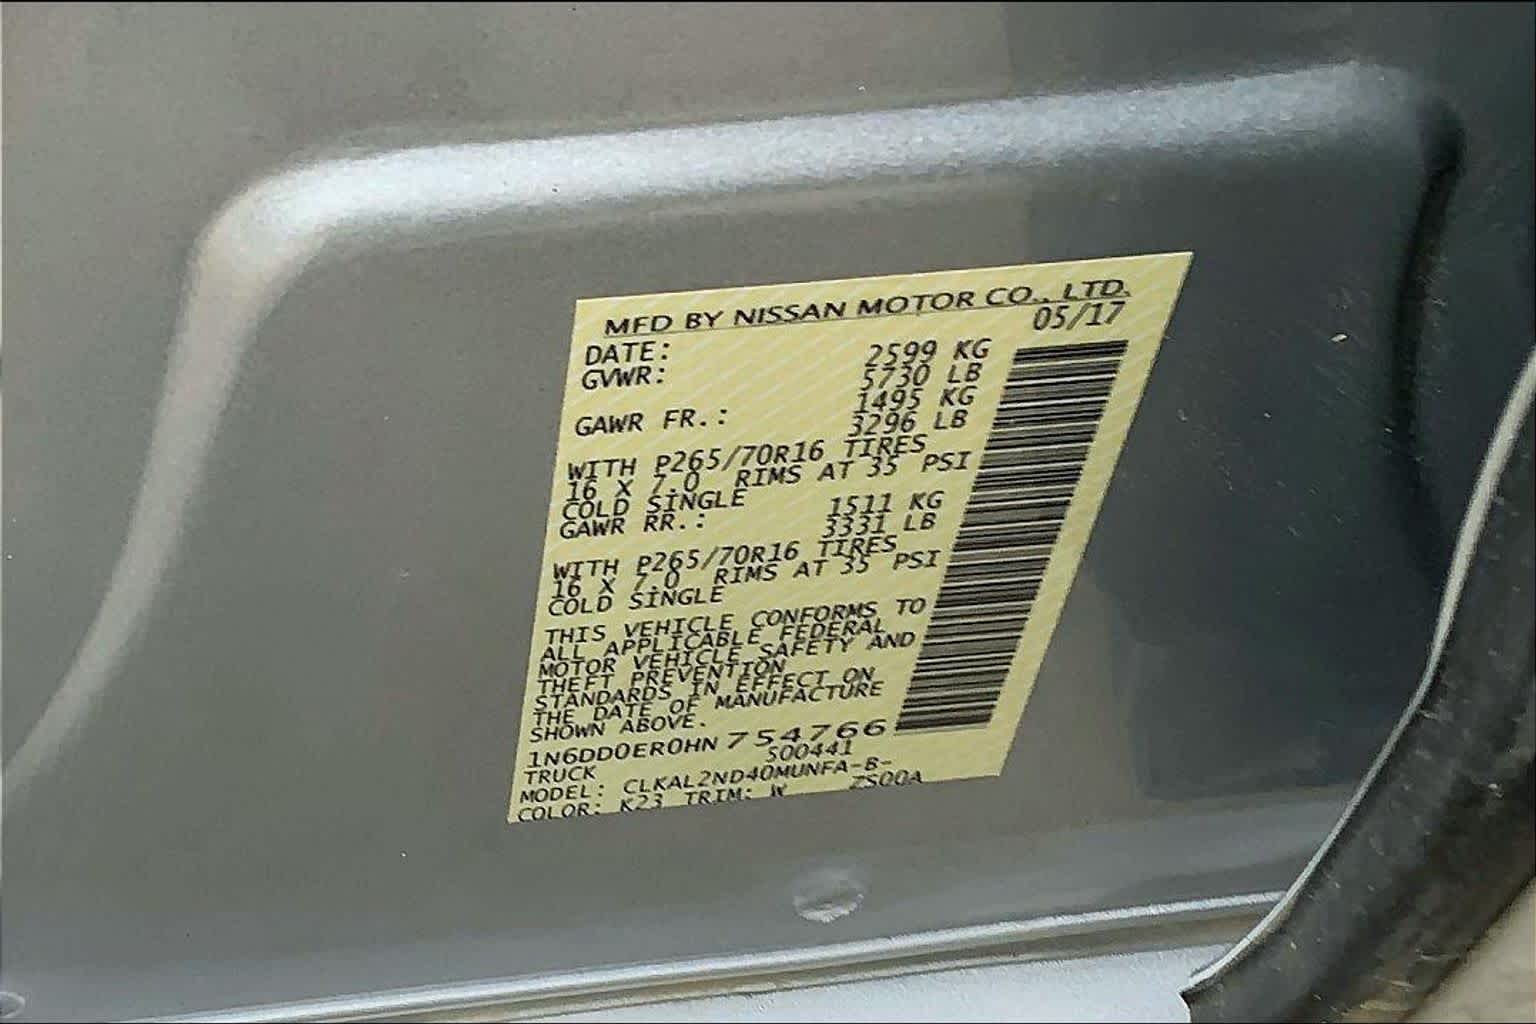 MFD BY NISSAN MOTOR CO., LTD.
DATE: 05/17
GVWR: 2599 KG
5730 LB
GAWR FR.: 1495 KG
3296 LB
WITH P265/70R16 TIRES
16 X 7.0 RIMS AT 35 PSI
COLD SINGLE
GAWR RR.: 1511 KG
3331 LB
WITH P265/70R16 TIRES
16 X 7.0 RIMS AT 35 PSI
COLD SINGLE
THIS VEHICLE CONFORMS TO
ALL APPLICABLE FEDERAL
MOTOR VEHICLE SAFETY AND
THEFT PREVENTION
STANDARDS IN EFFECT ON
THE DATE OF MANUFACTURE
SHOWN ABOVE.
1N6DD0ER0HN 754766
TRUCK S00441
MODEL: CLKAL2ND40MUNFA-B-
COLOR: K23 TRIM: W ZS00A